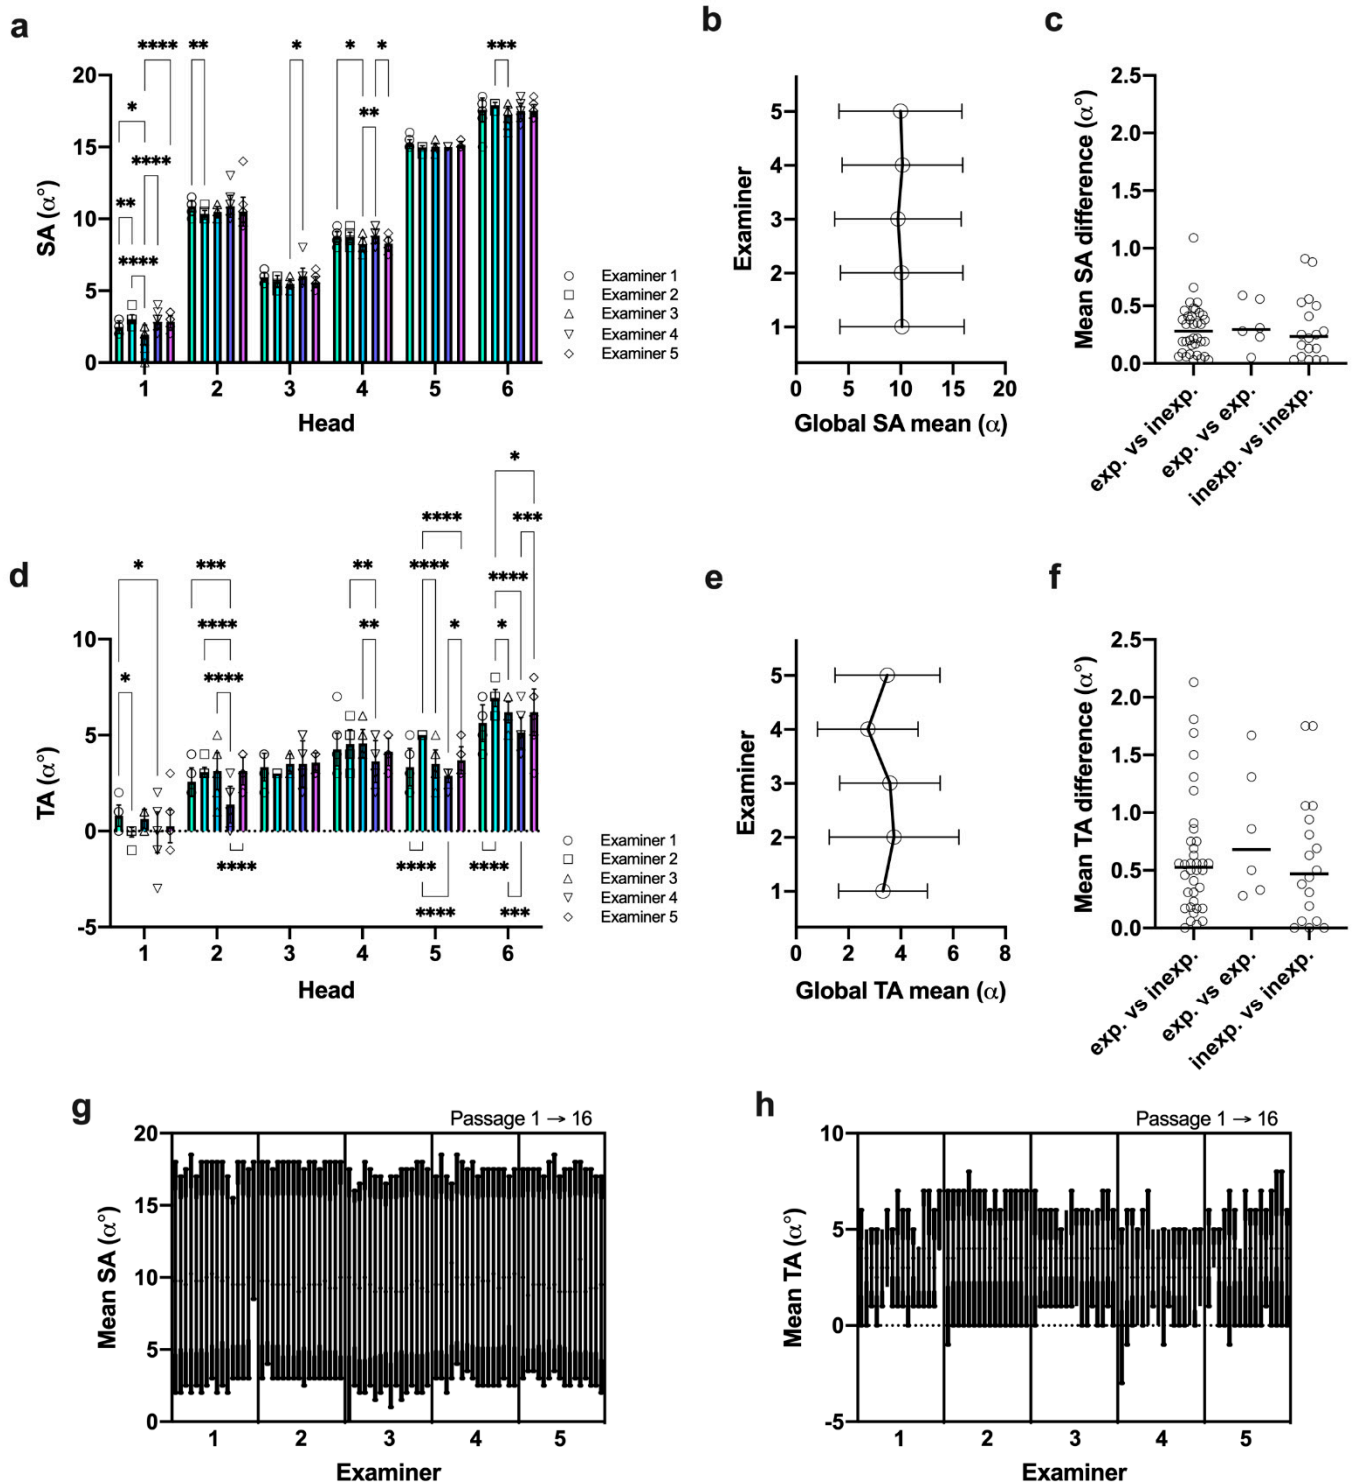 a
**** ** * * * ***
* **
****
**
****
20
15
10
5
0
SA (α°)
1 2 3 4 5 6
Head
Examiner 1
Examiner 2
Examiner 3
Examiner 4
Examiner 5
b
5
4
3
2
1
Examiner
0 5 10 15 20
Global SA mean (α)
c
2.5
2.0
1.5
1.0
0.5
0.0
Mean SA difference (α°)
exp. vs inexp.
exp. vs exp.
inexp. vs inexp.
d
*
**** ***
* *** ** **** ****
**** ** * *
* ****
**** **** ****
**** ***
10
5
0
-5
TA (α°)
1 2 3 4 5 6
Head
Examiner 1
Examiner 2
Examiner 3
Examiner 4
Examiner 5
e
5
4
3
2
1
Examiner
0 2 4 6 8
Global TA mean (α)
f
2.5
2.0
1.5
1.0
0.5
0.0
Mean TA difference (α°)
exp. vs inexp.
exp. vs exp.
inexp. vs inexp.
g
Passage 1 → 16
20
15
10
5
0
Mean SA (α°)
1 2 3 4 5
Examiner
h
Passage 1 → 16
10
5
0
-5
Mean TA (α°)
1 2 3 4 5
Examiner